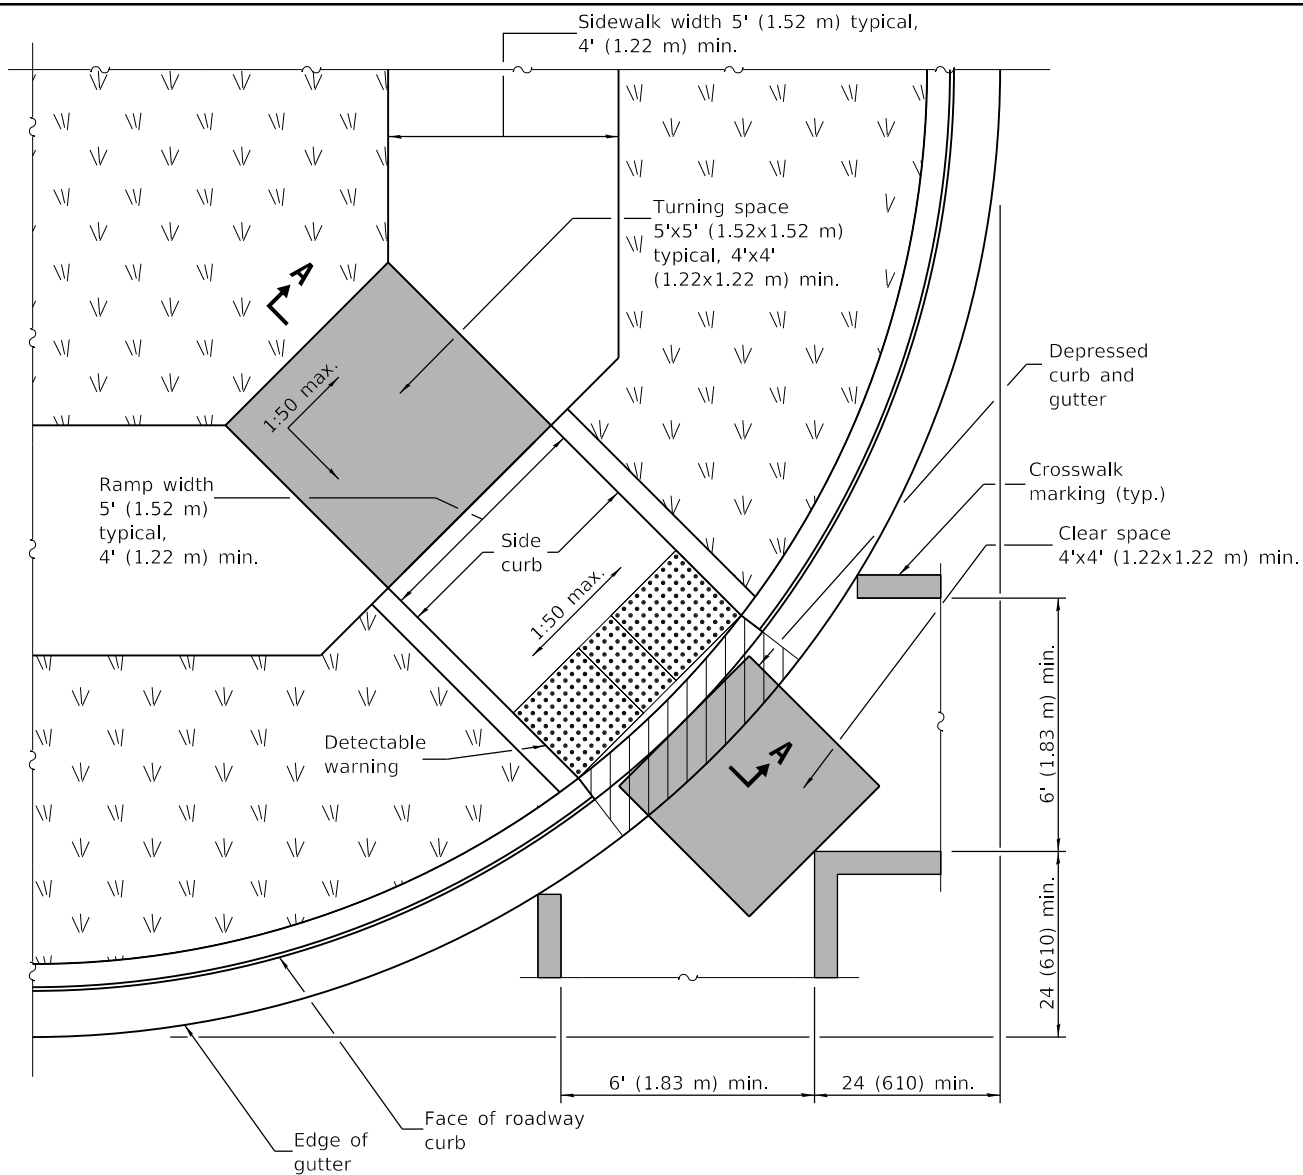 Sidewalk width 5' (1.52 m) typical,
4' (1.22 m) min.
Turning space
5'x5' (1.52x1.52 m)
typical, 4'x4'
(1.22x1.22 m) min.
A
1:50 max.
Depressed
curb and
gutter
Ramp width
5' (1.52 m)
typical,
4' (1.22 m) min.
Side
curb
Crosswalk
marking (typ.)
Clear space
4'x4' (1.22x1.22 m) min.
1:50 max.
Detectable
warning
A
6' (1.83 m) min.
24 (610) min.
6' (1.83 m) min.
24 (610) min.
Face of roadway
curb
Edge of
gutter